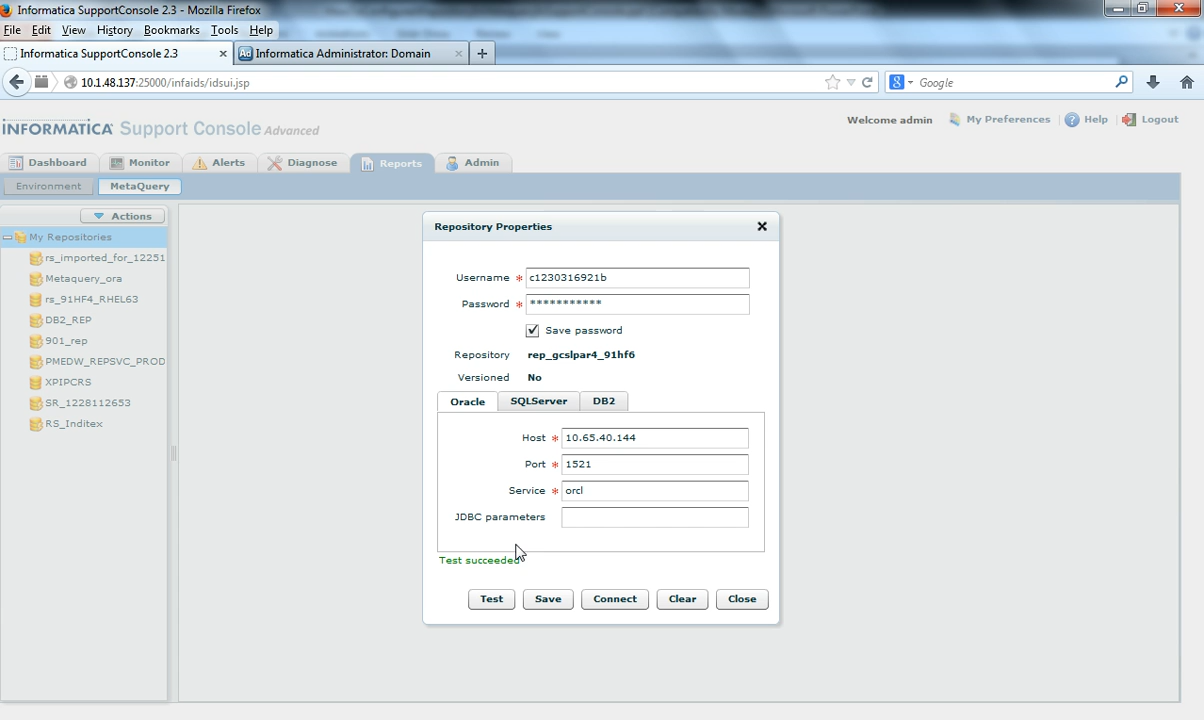 Informatica SupportConsole 2.3 - Mozilla Firefox
File Edit View History Bookmarks Tools Help
Informatica SupportConsole 2.3 × Ad Informatica Administrator: Domain × +
10.1.48.137:25000/infaids/idsui.jsp 8 Google
INFORMATICA Support Console Advanced
Welcome admin My Preferences Help Logout
Dashboard Monitor Alerts Diagnose Reports Admin
Environment MetaQuery
Actions
My Repositories
rs_imported_for_12251
Metaquery_ora
rs_91HF4_RHEL63
DB2_REP
901_rep
PMEDW_REPSVC_PROD
XPIPCRS
SR_1228112653
RS_Inditex
Repository Properties
Username * c1230316921b
Password * ***********
Save password
Repository rep_gcslpar4_91hf6
Versioned No
Oracle SQLServer DB2
Host * 10.65.40.144
Port * 1521
Service * orcl
JDBC parameters
Test succeeded
Test Save Connect Clear Close